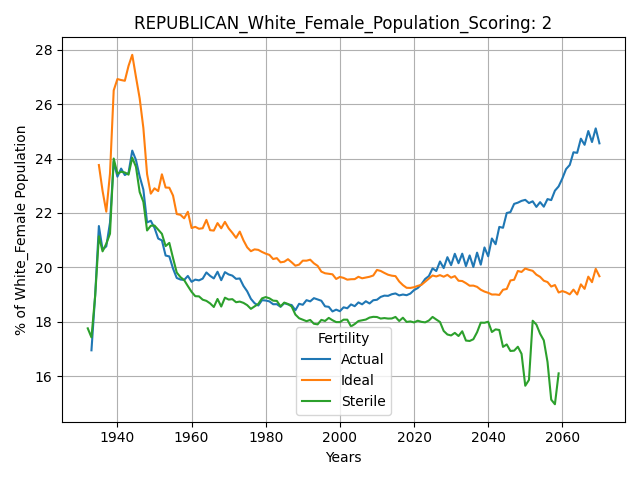 REPUBLICAN_White_Female_Population_Scoring: 2
% of White_Female Population
28
26
24
22
20
18
16
Fertility
Actual
Ideal
Sterile
1940 1960 1980 2000 2020 2040 2060
Years